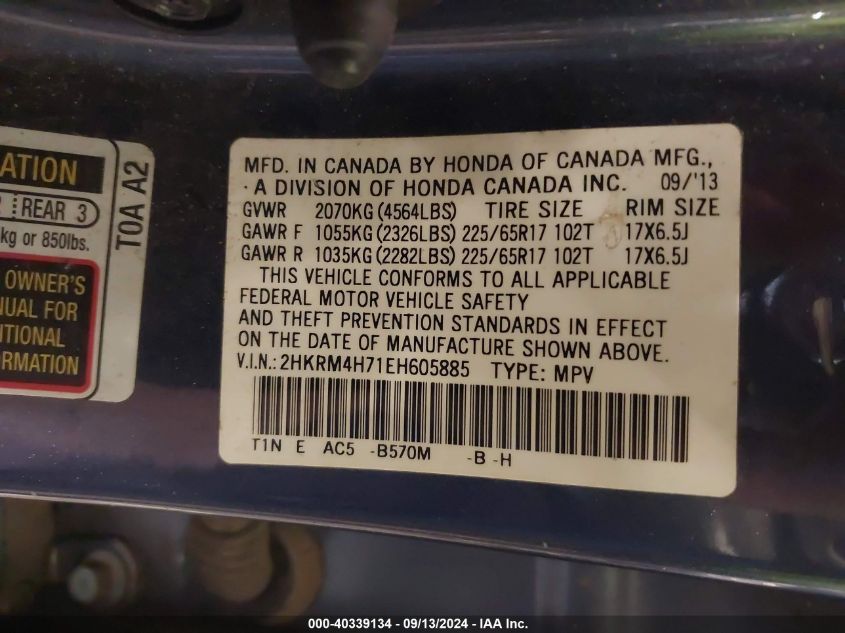 ATION
REAR 3
kg or 850lbs.
OWNER'S
NUAL FOR
ITIONAL
ORMATION
T0A A2
MFD. IN CANADA BY HONDA OF CANADA MFG.,
A DIVISION OF HONDA CANADA INC. 09/'13
GVWR 2070KG (4564LBS) TIRE SIZE RIM SIZE
GAWR F 1055KG (2326LBS) 225/65R17 102T 17X6.5J
GAWR R 1035KG (2282LBS) 225/65R17 102T 17X6.5J
THIS VEHICLE CONFORMS TO ALL APPLICABLE
FEDERAL MOTOR VEHICLE SAFETY
AND THEFT PREVENTION STANDARDS IN EFFECT
ON THE DATE OF MANUFACTURE SHOWN ABOVE.
V.I.N.: 2HKRM4H71EH605885 TYPE: MPV
T1N E AC5 -B570M -B -H
000-40339134 - 09/13/2024 - IAA Inc.